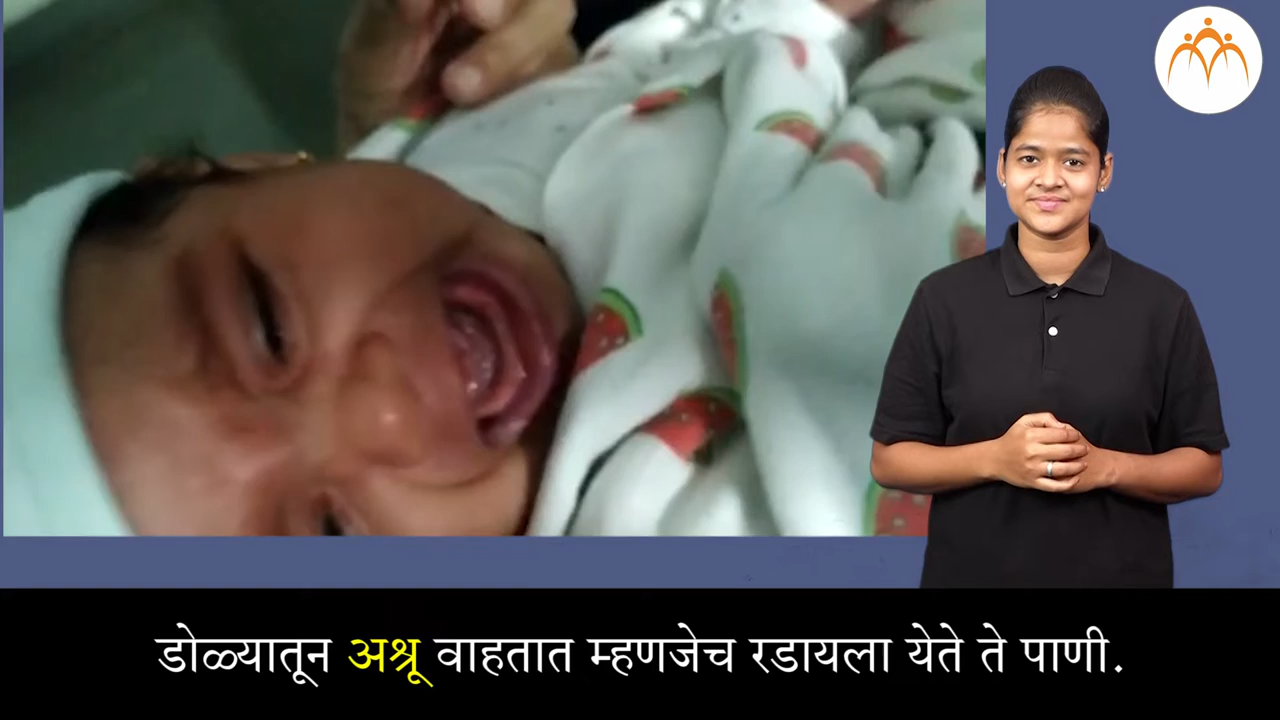 डोळ्यातून अश्रू वाहतात म्हणजेच रडायला येते ते पाणी.